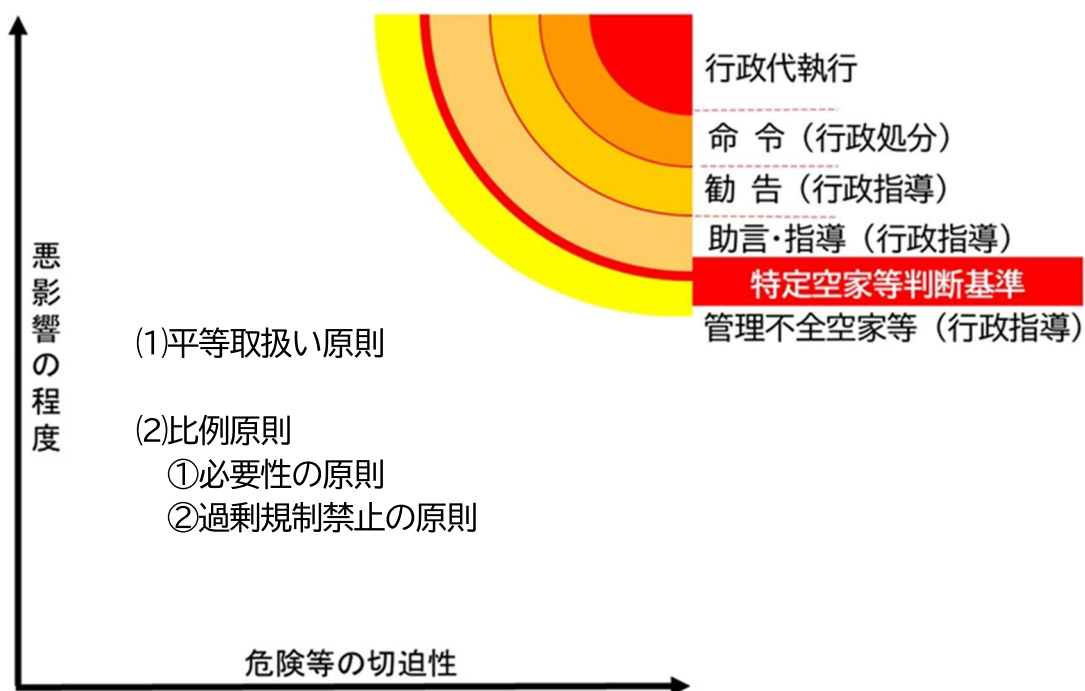 行政代執行
命 令（行政処分）
勧 告（行政指導）
助言･指導（行政指導）
特定空家等判断基準
管理不全空家等（行政指導）
悪影響の程度
⑴平等取扱い原則
⑵比例原則
①必要性の原則
②過剰規制禁止の原則
危険等の切迫性